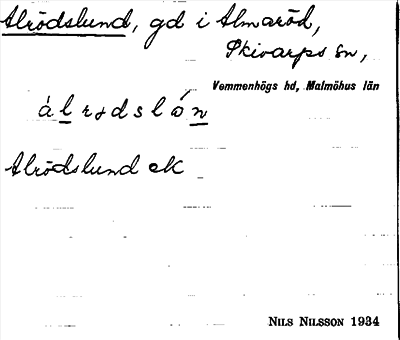 Alrödslund, gd i Almaröd,
Skivarps sn,
Vemmenhögs hd, Malmöhus län
Alrödslund ek
NILS NILSSON 1934